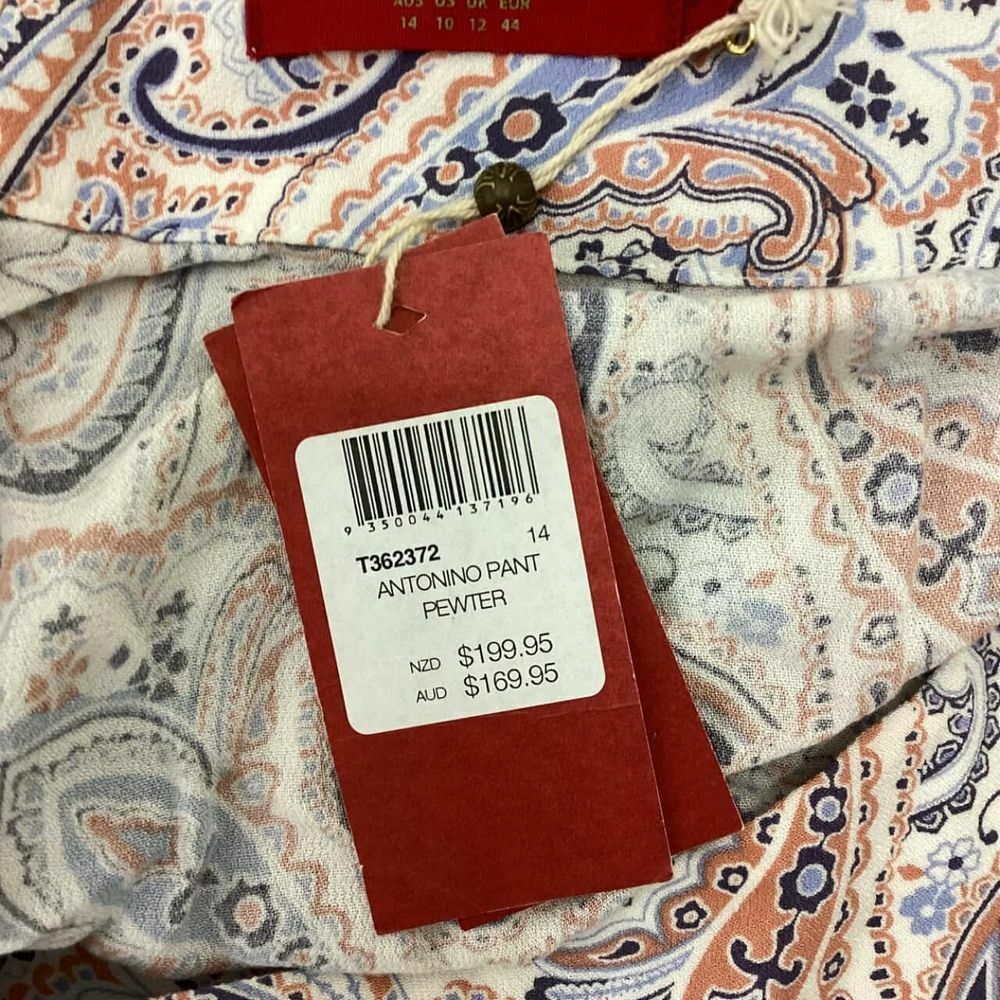 AUS US UK EUR
14 10 12 44
9 350044 137196
T362372 14
ANTONINO PANT
PEWTER
NZD $199.95
AUD $169.95